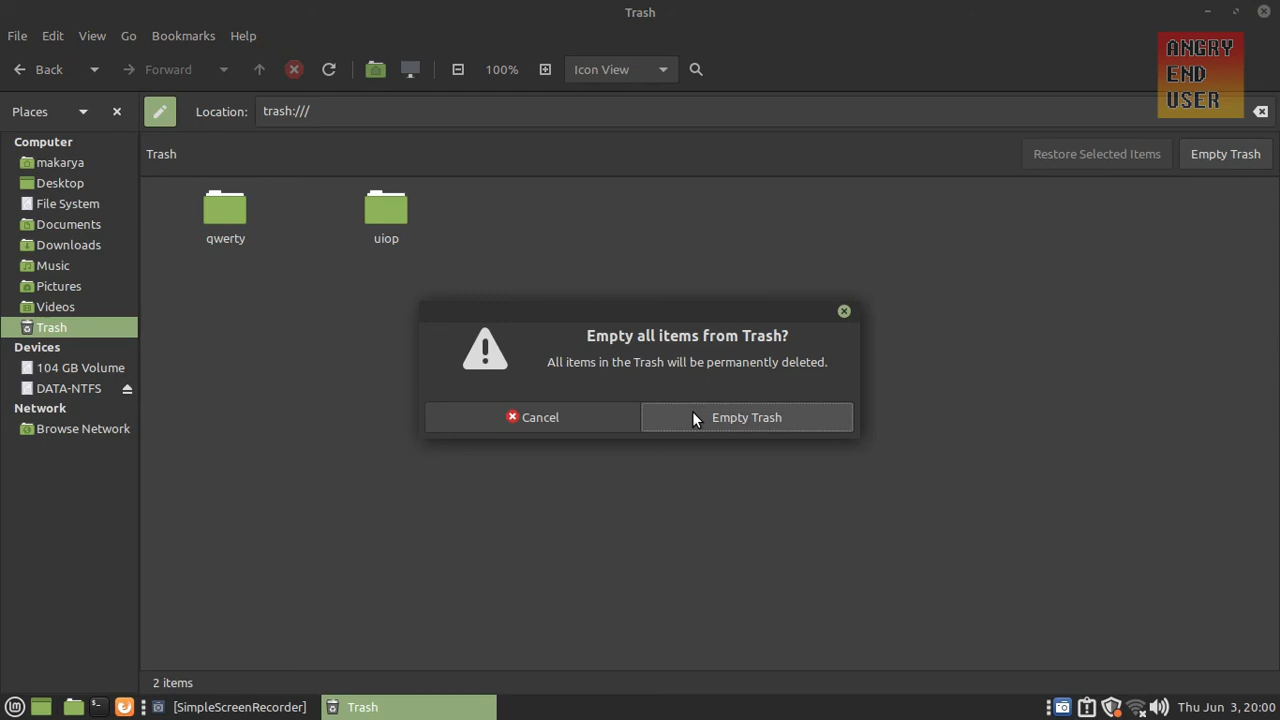 Trash
File Edit View Go Bookmarks Help
Back Forward 100% Icon View
ANGRY
END
USER
Places
Location: trash:///
Trash
Restore Selected Items Empty Trash
Computer
makarya
Desktop
File System
Documents
Downloads
Music
Pictures
Videos
Trash
Devices
104 GB Volume
DATA-NTFS
Network
Browse Network
qwerty
uiop
Empty all items from Trash?
All items in the Trash will be permanently deleted.
Cancel Empty Trash
2 items
[SimpleScreenRecorder] Trash Thu Jun 3, 20:00